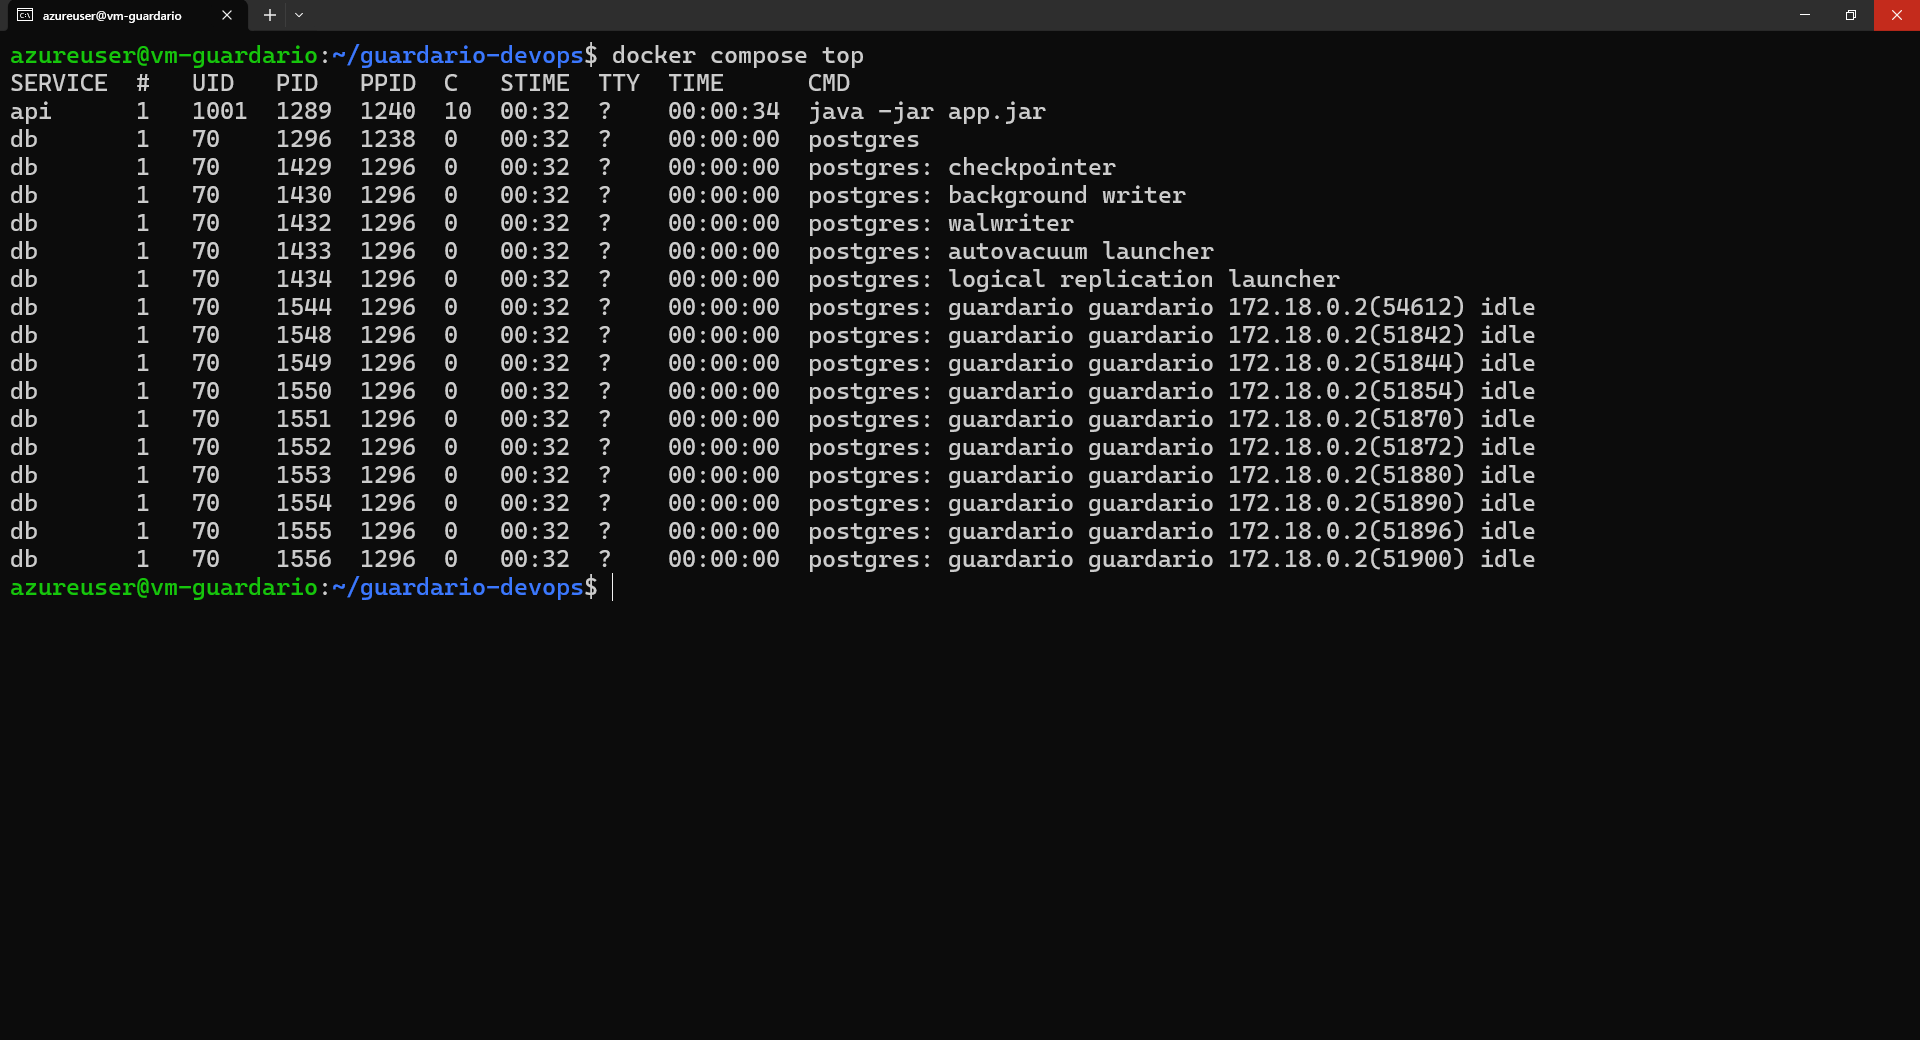 azureuser@vm-guardario
azureuser@vm-guardario:~/guardario-devops$ docker compose top
SERVICE  #   UID   PID   PPID  C   STIME  TTY  TIME      CMD
api      1   1001  1289  1240  10  00:32  ?    00:00:34  java -jar app.jar
db       1   70    1296  1238  0   00:32  ?    00:00:00  postgres
db       1   70    1429  1296  0   00:32  ?    00:00:00  postgres: checkpointer
db       1   70    1430  1296  0   00:32  ?    00:00:00  postgres: background writer
db       1   70    1432  1296  0   00:32  ?    00:00:00  postgres: walwriter
db       1   70    1433  1296  0   00:32  ?    00:00:00  postgres: autovacuum launcher
db       1   70    1434  1296  0   00:32  ?    00:00:00  postgres: logical replication launcher
db       1   70    1544  1296  0   00:32  ?    00:00:00  postgres: guardario guardario 172.18.0.2(54612) idle
db       1   70    1548  1296  0   00:32  ?    00:00:00  postgres: guardario guardario 172.18.0.2(51842) idle
db       1   70    1549  1296  0   00:32  ?    00:00:00  postgres: guardario guardario 172.18.0.2(51844) idle
db       1   70    1550  1296  0   00:32  ?    00:00:00  postgres: guardario guardario 172.18.0.2(51854) idle
db       1   70    1551  1296  0   00:32  ?    00:00:00  postgres: guardario guardario 172.18.0.2(51870) idle
db       1   70    1552  1296  0   00:32  ?    00:00:00  postgres: guardario guardario 172.18.0.2(51872) idle
db       1   70    1553  1296  0   00:32  ?    00:00:00  postgres: guardario guardario 172.18.0.2(51880) idle
db       1   70    1554  1296  0   00:32  ?    00:00:00  postgres: guardario guardario 172.18.0.2(51890) idle
db       1   70    1555  1296  0   00:32  ?    00:00:00  postgres: guardario guardario 172.18.0.2(51896) idle
db       1   70    1556  1296  0   00:32  ?    00:00:00  postgres: guardario guardario 172.18.0.2(51900) idle
azureuser@vm-guardario:~/guardario-devops$